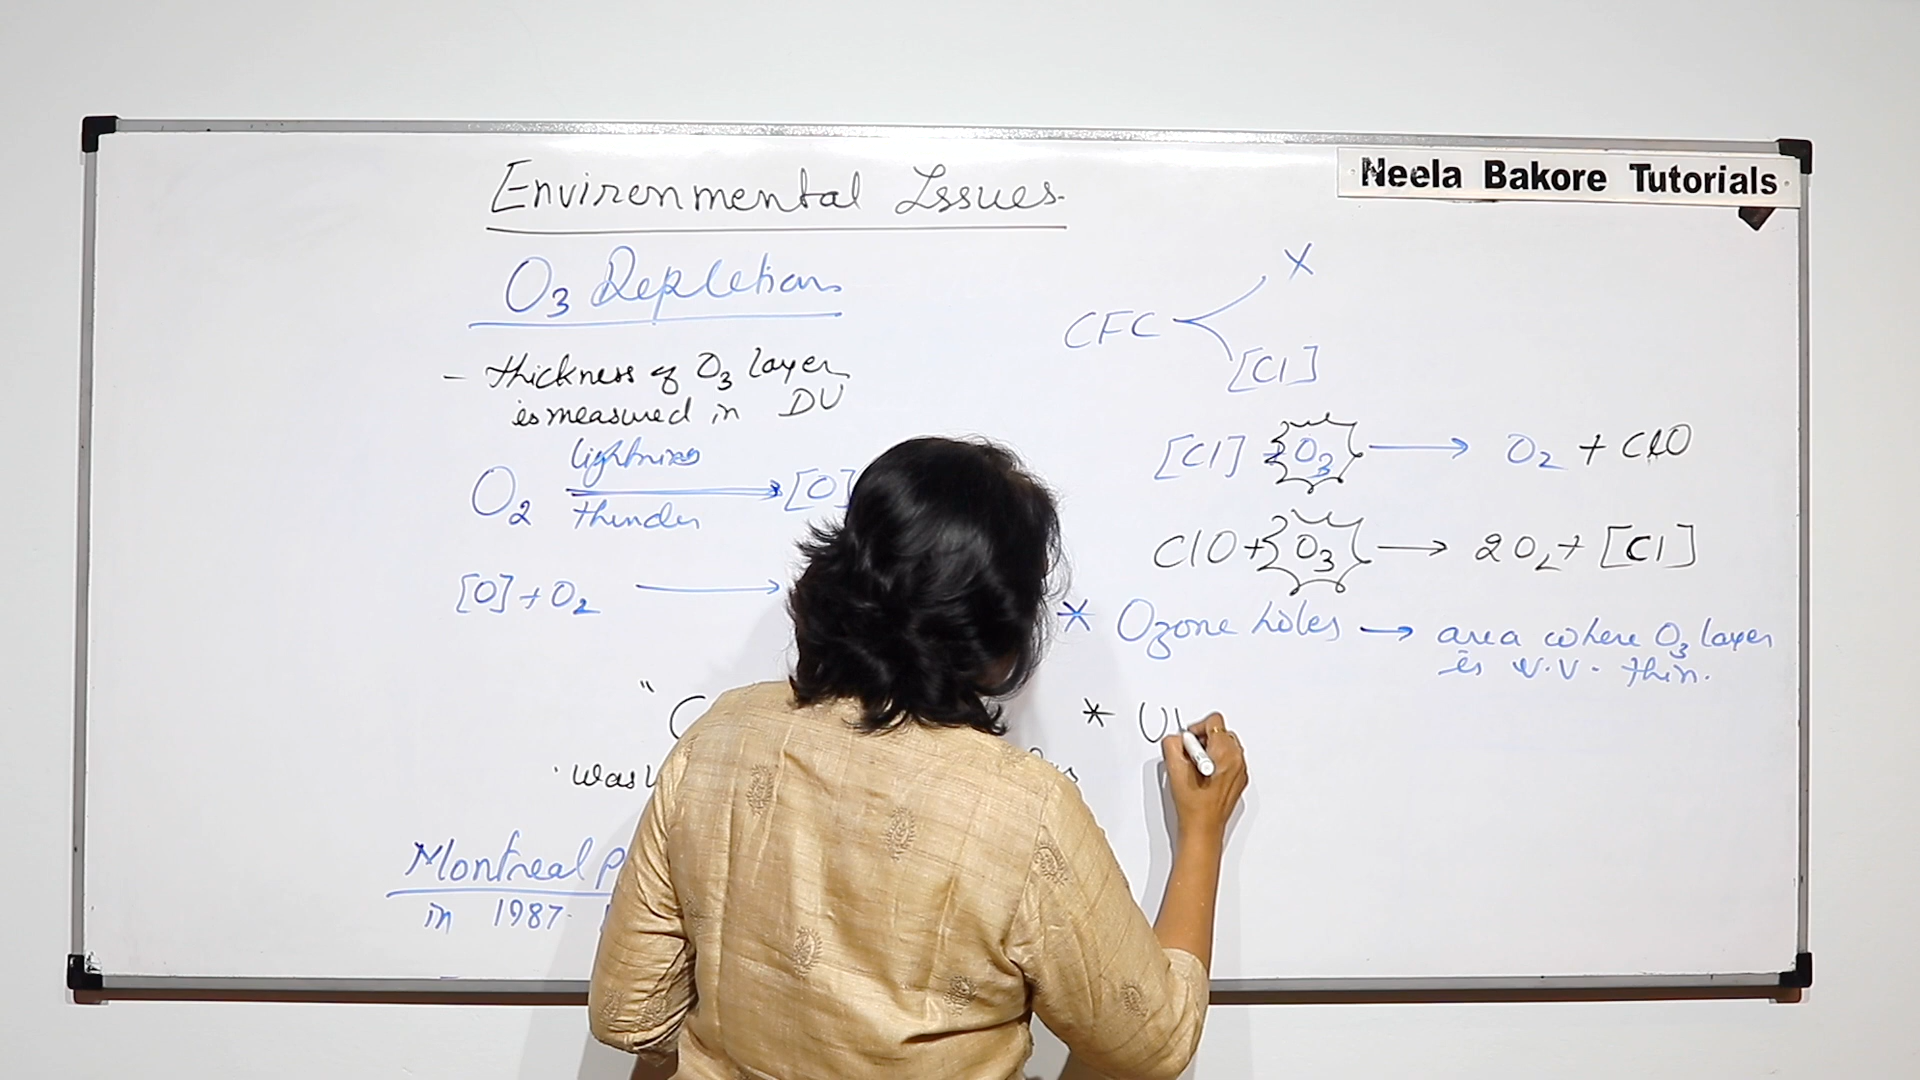 Neela Bakore Tutorials
Environmental Issues.
O3 Depletion
- thickness of O3 layer
is measured in DU
O2 lightning thunder → [O]
[O] + O2 →
Montreal
in 1987.
CFC X
[Cl]
[Cl] + O3 → O2 + ClO
ClO + O3 → 2O2 + [Cl]
* Ozone holes → area where O3 layer
is v.v. thin.
*